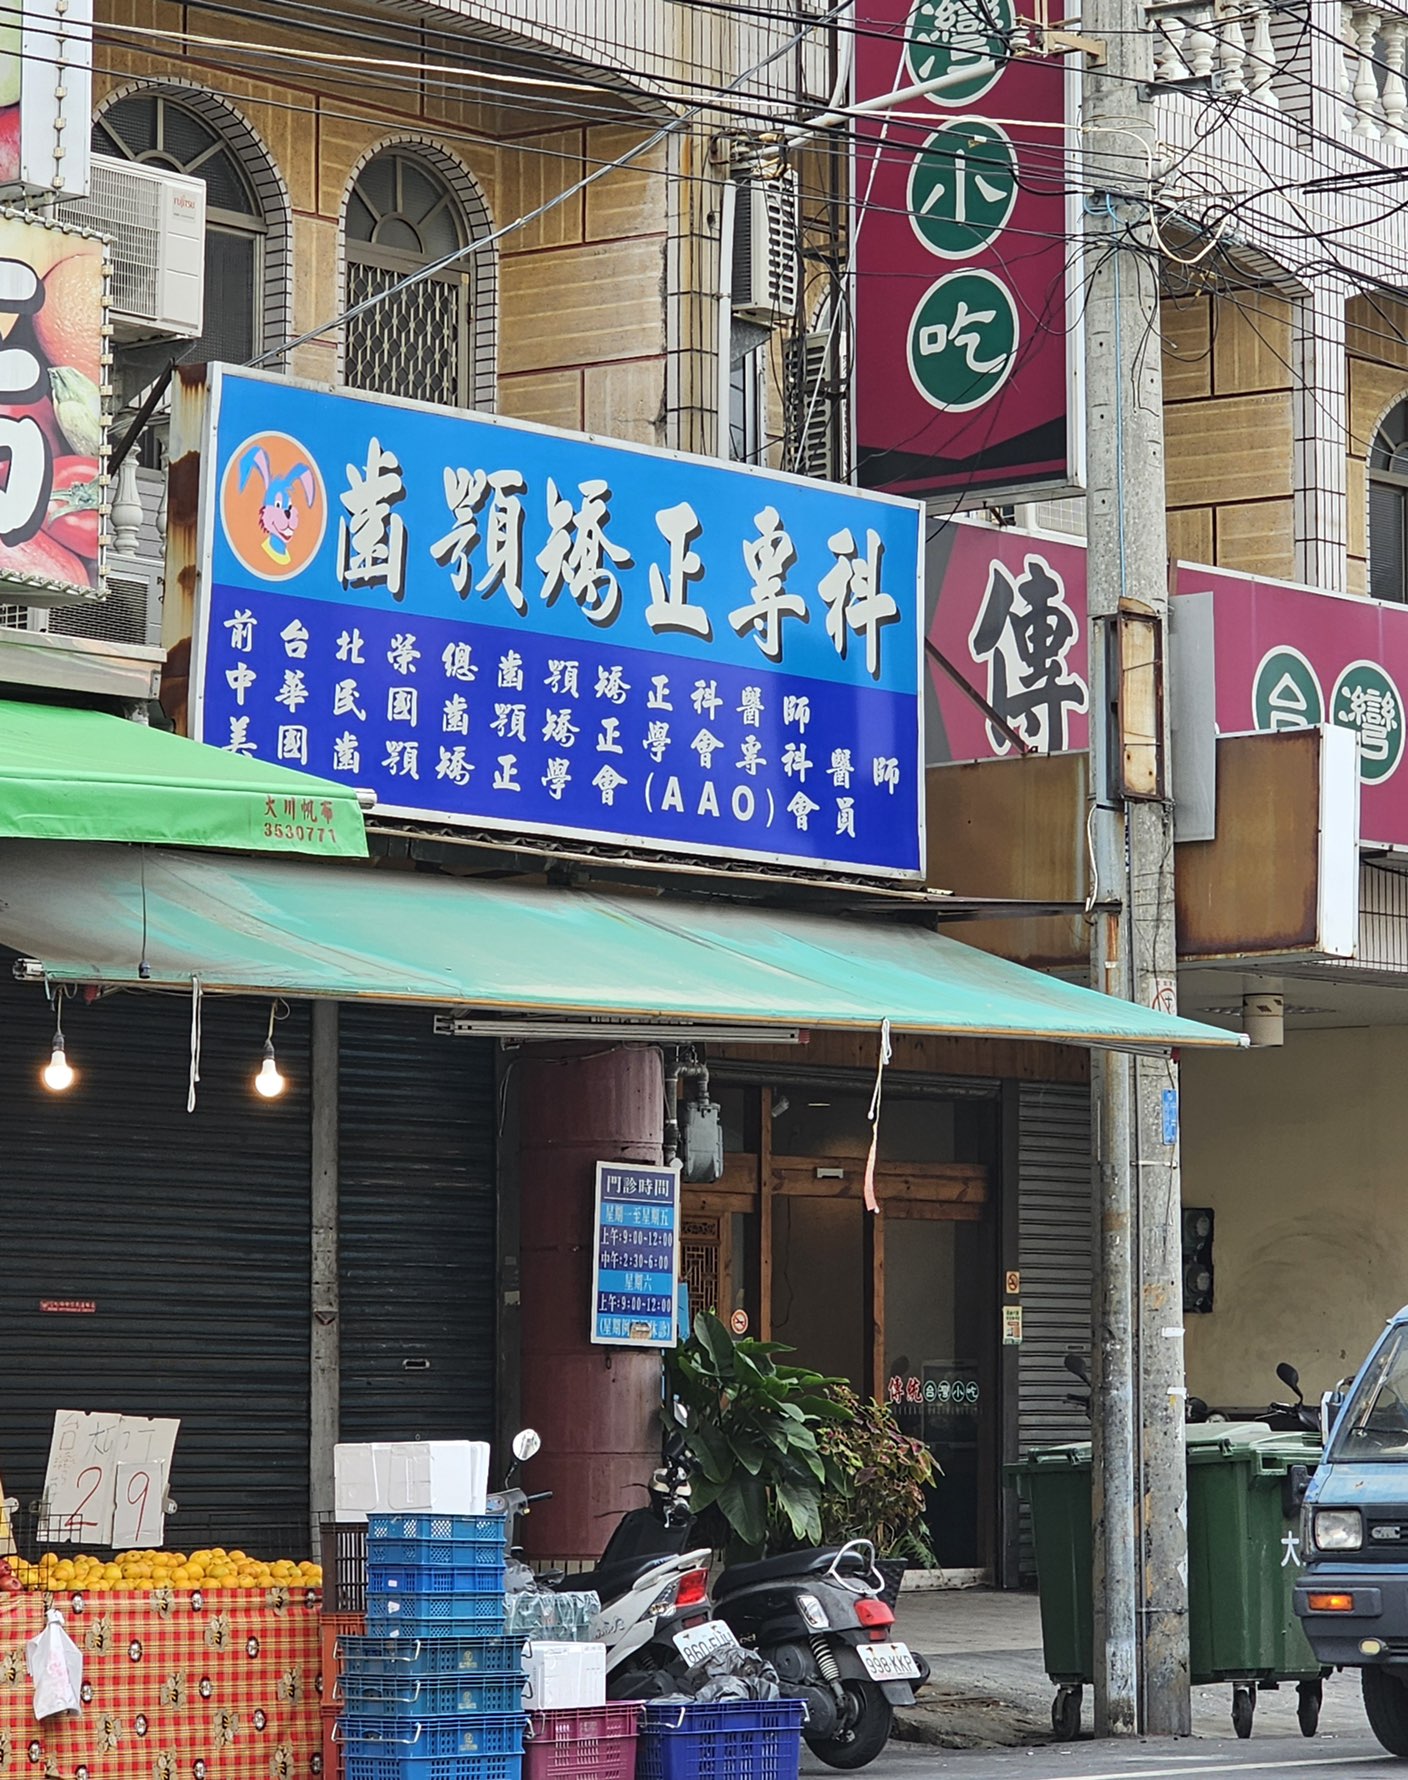 灣
小
吃
FUJITSU
齒顎矯正專科
前台北榮總齒顎矯正科醫師
中華民國齒顎矯正學會專科醫師
美國齒顎矯正學會(AAO)會員
傳
台灣
大川帆布
3530771
門診時間
星期一至星期五
上午:9:00~12:00
中午:2:30~6:00
星期六
上午:9:00~12:00
傳統台灣小吃
29
大
998·KKP